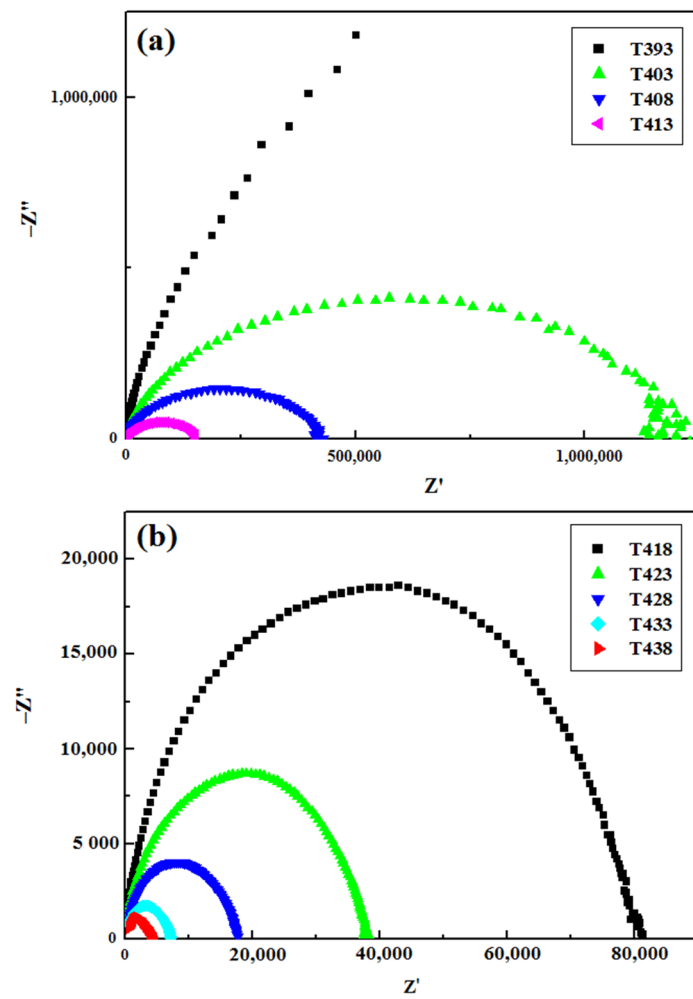 (a)
T393
T403
T408
T413
1,000,000
0
–Z"
0
500,000
1,000,000
Z'
(b)
T418
T423
T428
T433
T438
20,000
15,000
10,000
5 000
0
–Z"
0
20,000
40,000
60,000
80,000
Z'